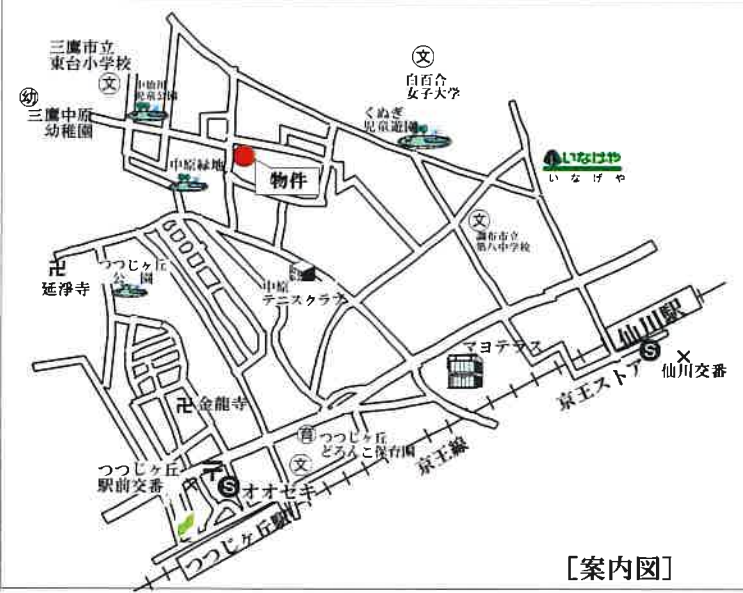 三鷹市立
東台小学校
文
幼
三鷹中原
幼稚園
中仙川
児童公園
文
白百合
女子大学
くぬぎ
児童遊園
いなげや
いなげや
中原緑地
物件
文
調布市立
第八中学校
卍
延淨寺
つつじヶ丘
公園
中原
テニスクラブ
仙川駅
マヨテラス
S
京王ストア
仙川交番
卍金龍寺
育
つつじヶ丘
どろんこ保育園
文
京王線
つつじヶ丘
駅前交番
〒
S オオゼキ
つつじヶ丘駅
[案内図]